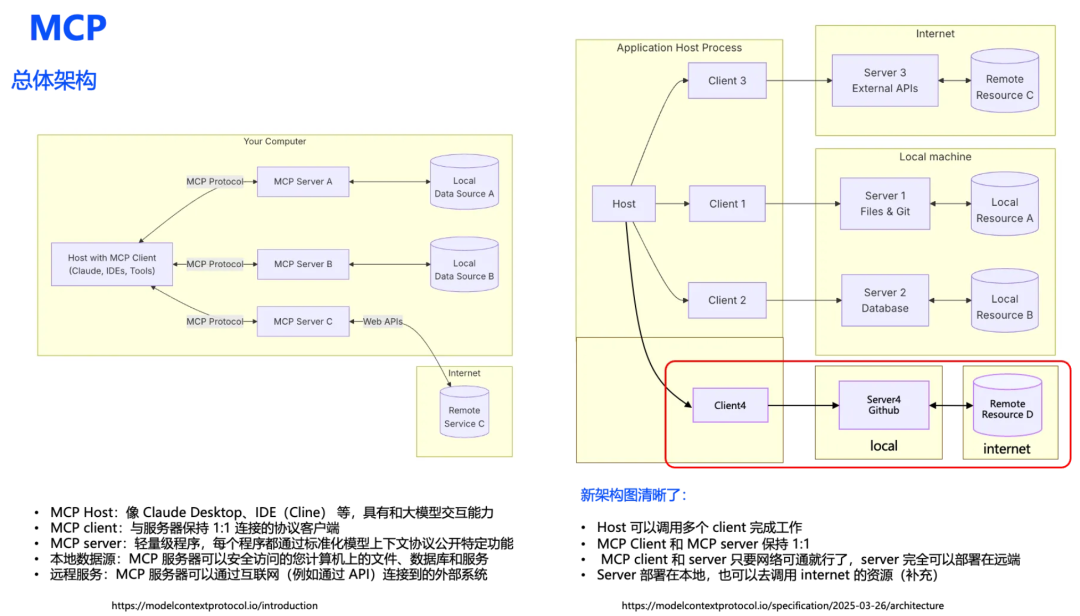 MCP
总体架构
Your Computer
MCP Protocol
MCP Server A
Local
Data Source A
Host with MCP Client
(Claude, IDEs, Tools)
MCP Protocol
MCP Server B
Local
Data Source B
MCP Protocol
MCP Server C
Web APIs
Internet
Remote
Service C
• MCP Host：像 Claude Desktop、IDE（Cline） 等，具有和大模型交互能力
• MCP client：与服务器保持 1:1 连接的协议客户端
• MCP server：轻量级程序，每个程序都通过标准化模型上下文协议公开特定功能
• 本地数据源：MCP 服务器可以安全访问的您计算机上的文件、数据库和服务
• 远程服务：MCP 服务器可以通过互联网（例如通过 API）连接到的外部系统
https://modelcontextprotocol.io/introduction
Application Host Process
Internet
Client 3
Server 3
External APIs
Remote
Resource C
Local machine
Host
Client 1
Server 1
Files & Git
Local
Resource A
Client 2
Server 2
Database
Local
Resource B
Client4
Server4
Github
Remote
Resource D
local
internet
新架构图清晰了：
• Host 可以调用多个 client 完成工作
• MCP Client 和 MCP server 保持 1:1
• MCP client 和 server 只要网络可通就行了，server 完全可以部署在远端
• Server 部署在本地，也可以去调用 internet 的资源（补充）
https://modelcontextprotocol.io/specification/2025-03-26/architecture